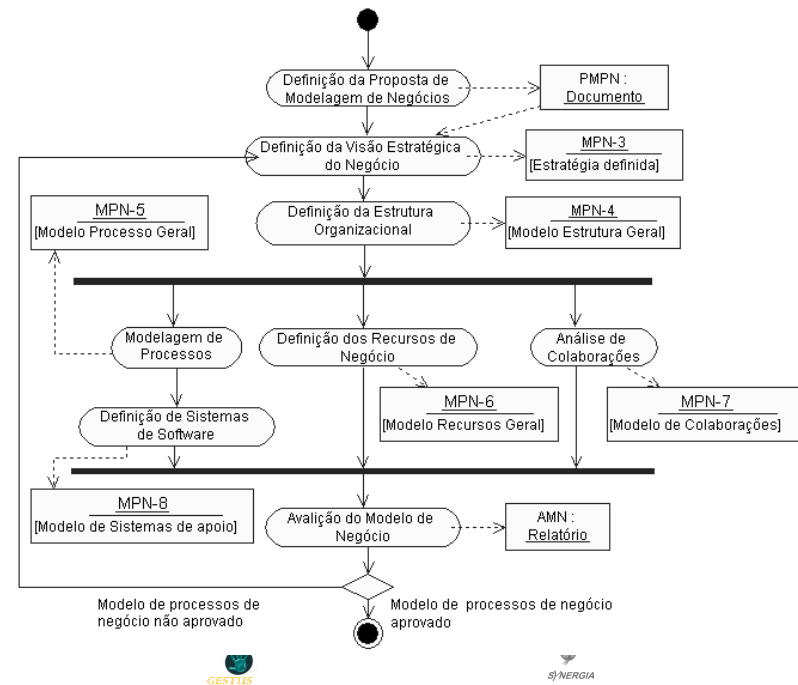 Definição da Proposta de
Modelagem de Negócios
PMPN :
Documento
Definição da Visão Estratégica
do Negócio
MPN-3
[Estratégia definida]
MPN-5
[Modelo Processo Geral]
Definição da Estrutura
Organizacional
MPN-4
[Modelo Estrutura Geral]
Modelagem de
Processos
Definição dos Recursos de
Negócio
Análise de
Colaborações
MPN-6
[Modelo Recursos Geral]
MPN-7
[Modelo de Colaborações]
Definição de Sistemas
de Software
MPN-8
[Modelo de Sistemas de apoio]
Avalição do Modelo de
Negócio
AMN :
Relatório
Modelo de processos de
negócio não aprovado
Modelo de processos de negócio
aprovado
GESTUS
SYNERGIA